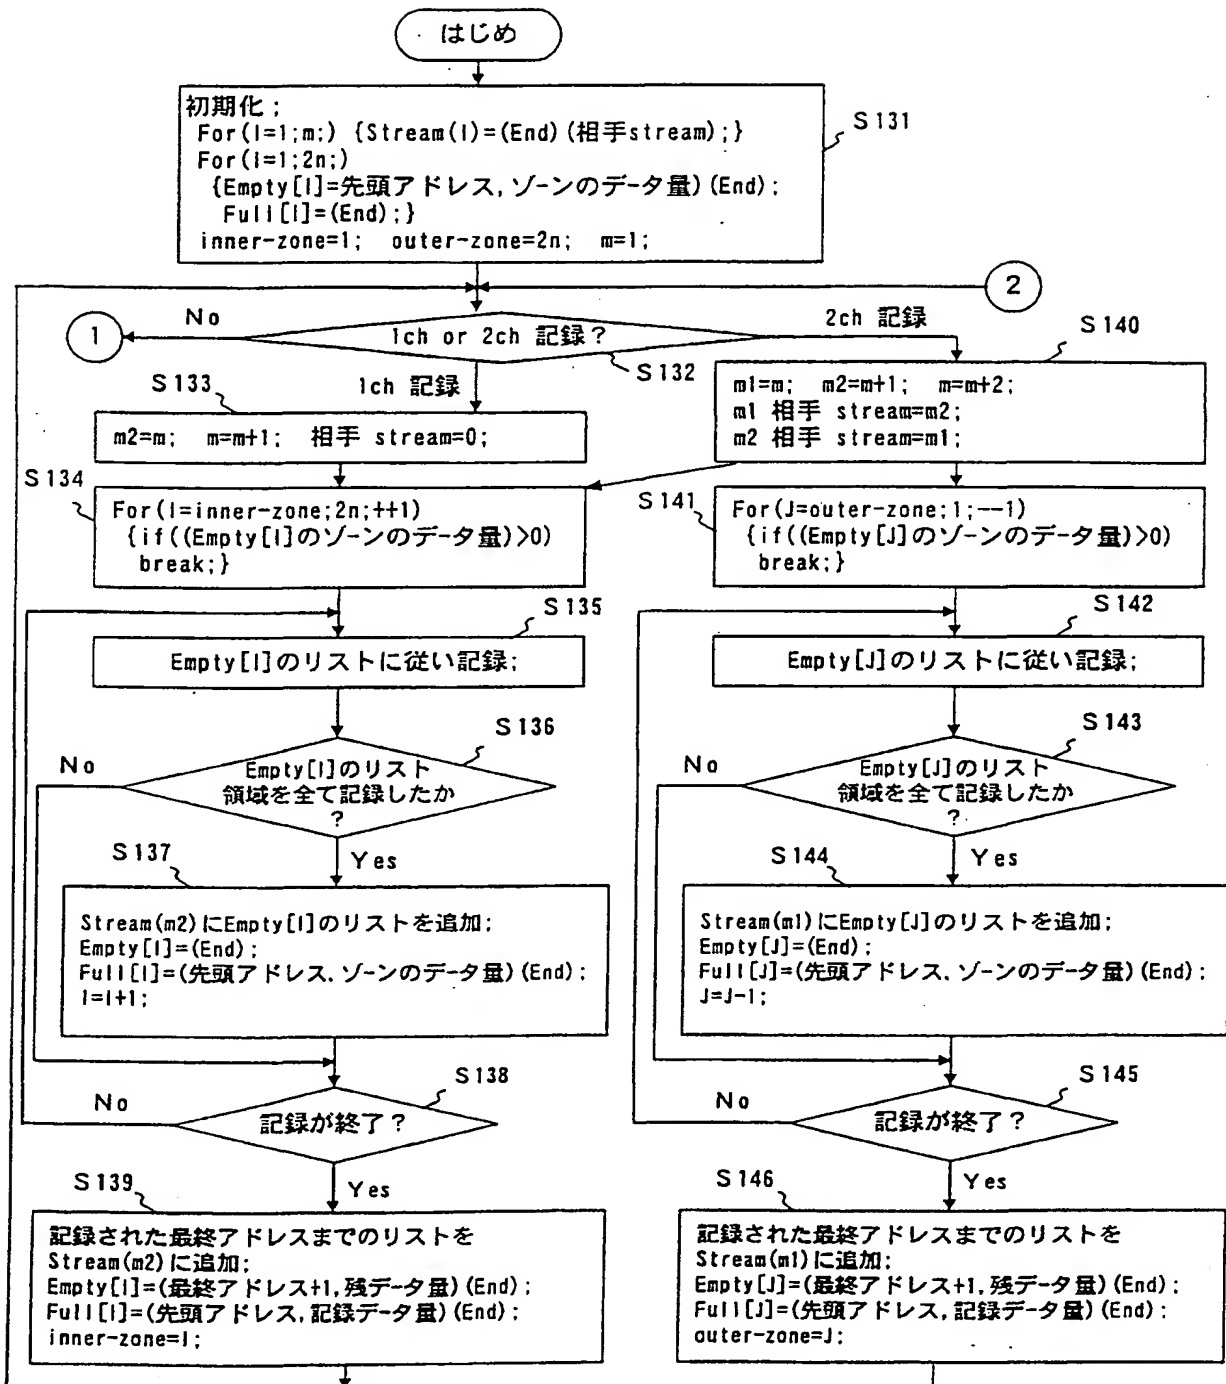 はじめ
初期化;
For(I=1;m;) {Stream(I)=(End)(相手stream);}
For(I=1;2n;)
{Empty[I]=先頭アドレス,ゾーンのデータ量)(End);
Full[I]=(End);}
inner-zone=1; outer-zone=2n; m=1;
S131
2
1
No
1ch or 2ch 記録?
2ch 記録
S132
S140
S133
1ch 記録
m2=m; m=m+1; 相手 stream=0;
m1=m; m2=m+1; m=m+2;
m1 相手 stream=m2;
m2 相手 stream=m1;
S134
For(I=inner-zone;2n;++1)
{if((Empty[I]のゾーンのデータ量)>0)
break;}
S141
For(J=outer-zone;1;--1)
{if((Empty[J]のゾーンのデータ量)>0)
break;}
S135
Empty[I]のリストに従い記録;
S142
Empty[J]のリストに従い記録;
S136
No
Empty[I]のリスト
領域を全て記録したか
?
Yes
S143
No
Empty[J]のリスト
領域を全て記録したか
?
Yes
S137
Stream(m2)にEmpty[I]のリストを追加;
Empty[I]=(End);
Full[I]=(先頭アドレス,ゾーンのデータ量)(End);
I=I+1;
S144
Stream(m1)にEmpty[J]のリストを追加;
Empty[J]=(End);
Full[J]=(先頭アドレス,ゾーンのデータ量)(End);
J=J-1;
S138
No
記録が終了?
Yes
S145
No
記録が終了?
Yes
S139
記録された最終アドレスまでのリストを
Stream(m2)に追加;
Empty[I]=(最終アドレス+1,残データ量)(End);
Full[I]=(先頭アドレス,記録データ量)(End);
inner-zone=I;
S146
記録された最終アドレスまでのリストを
Stream(m1)に追加;
Empty[J]=(最終アドレス+1,残データ量)(End);
Full[J]=(先頭アドレス,記録データ量)(End);
outer-zone=J;